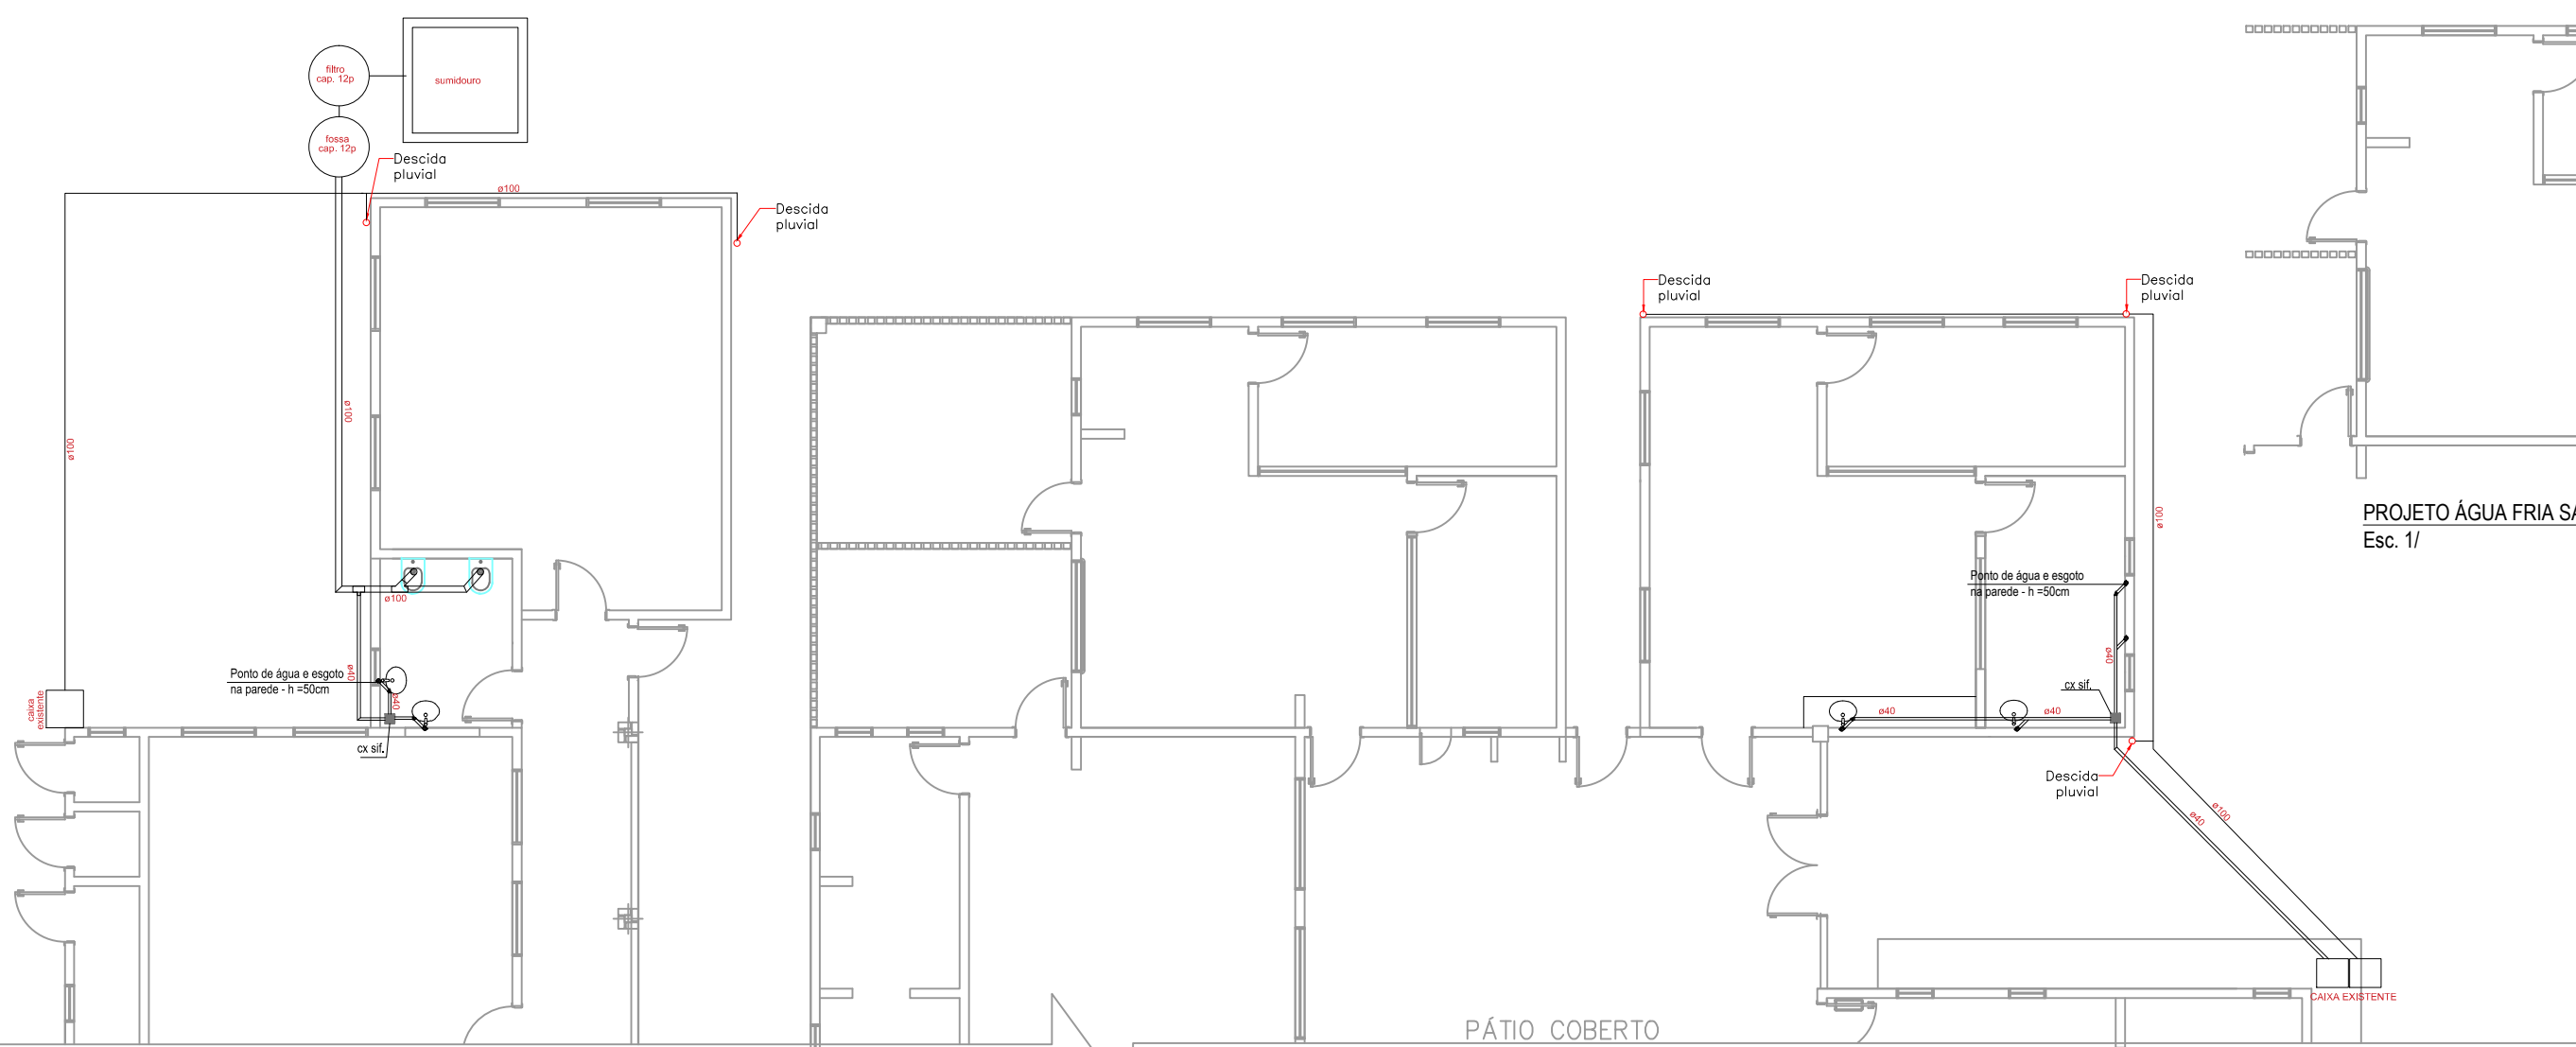 filtro
cap. 12p
sumidouro
fossa
cap. 12p
Descida
pluvial
ø100
Descida
pluvial
ø100
ø100
ø100
Ponto de água e esgoto
na parede - h =50cm
ø40
ø40
caixa
existente
cx sif.
Descida
pluvial
Descida
pluvial
ø100
Ponto de água e esgoto
na parede - h =50cm
ø40
cx sif.
ø40
ø40
Descida
pluvial
ø100
ø40
CAIXA EXISTENTE
PÁTIO COBERTO
PROJETO ÁGUA FRIA SA
Esc. 1/